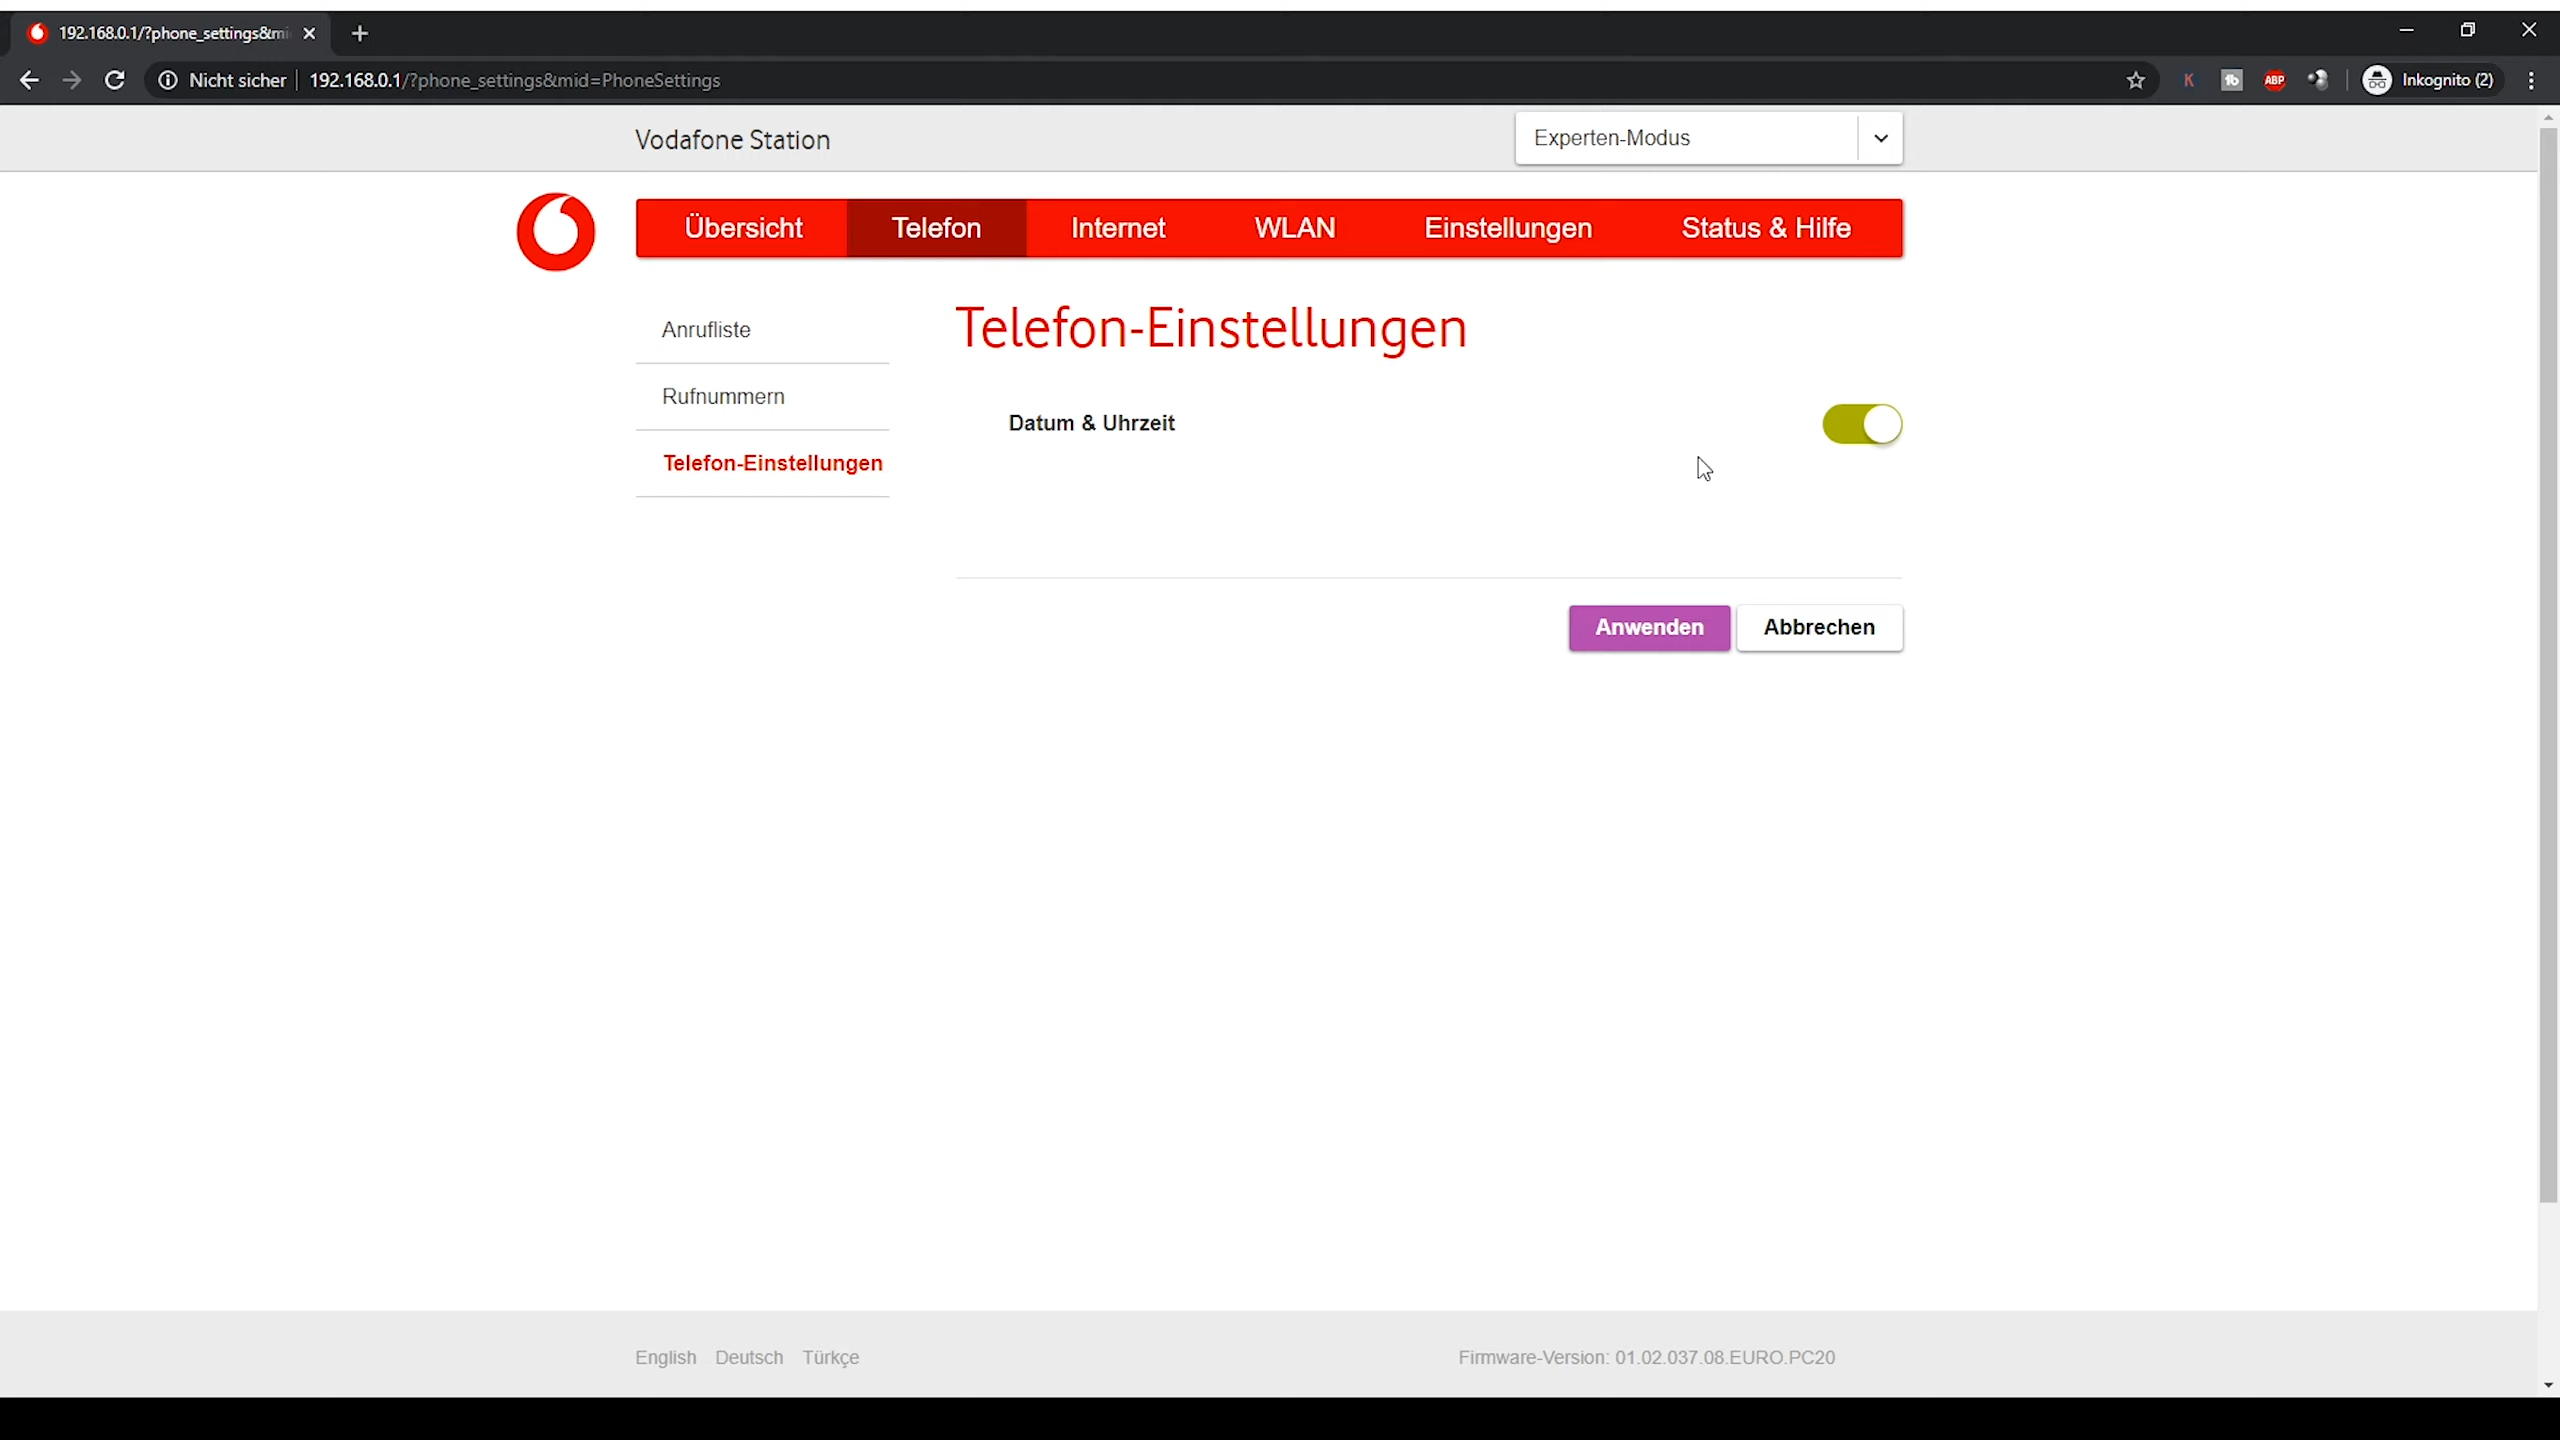 192.168.0.1/?phone_settings&mi
Nicht sicher
192.168.0.1/?phone_settings&mid=PhoneSettings
K
tb
ABP
Inkognito (2)
Vodafone Station
Experten-Modus
Übersicht
Telefon
Internet
WLAN
Einstellungen
Status & Hilfe
Anrufliste
Rufnummern
Telefon-Einstellungen
Telefon-Einstellungen
Datum & Uhrzeit
Anwenden
Abbrechen
English Deutsch Türkçe
Firmware-Version: 01.02.037.08.EURO.PC20